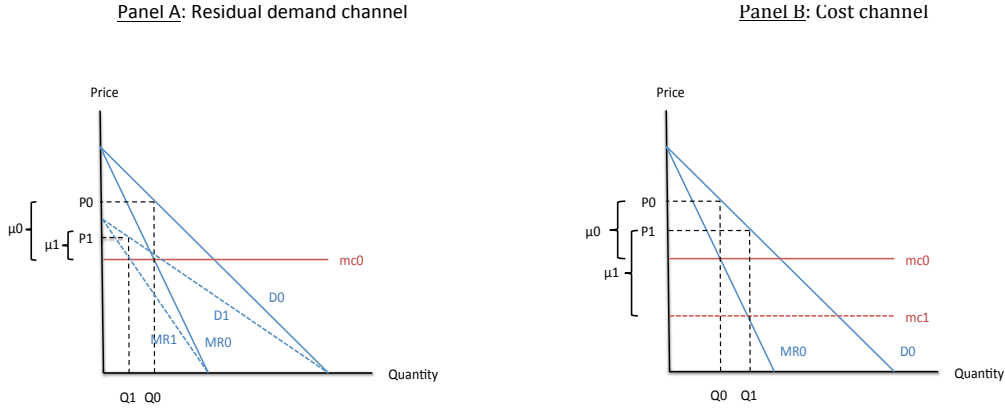 Panel A: Residual demand channel
Price
P0
μ0
μ1
P1
mc0
D0
D1
MR1
MR0
Quantity
Q1
Q0
Panel B: Cost channel
Price
P0
μ0
P1
mc0
μ1
mc1
MR0
D0
Quantity
Q0
Q1